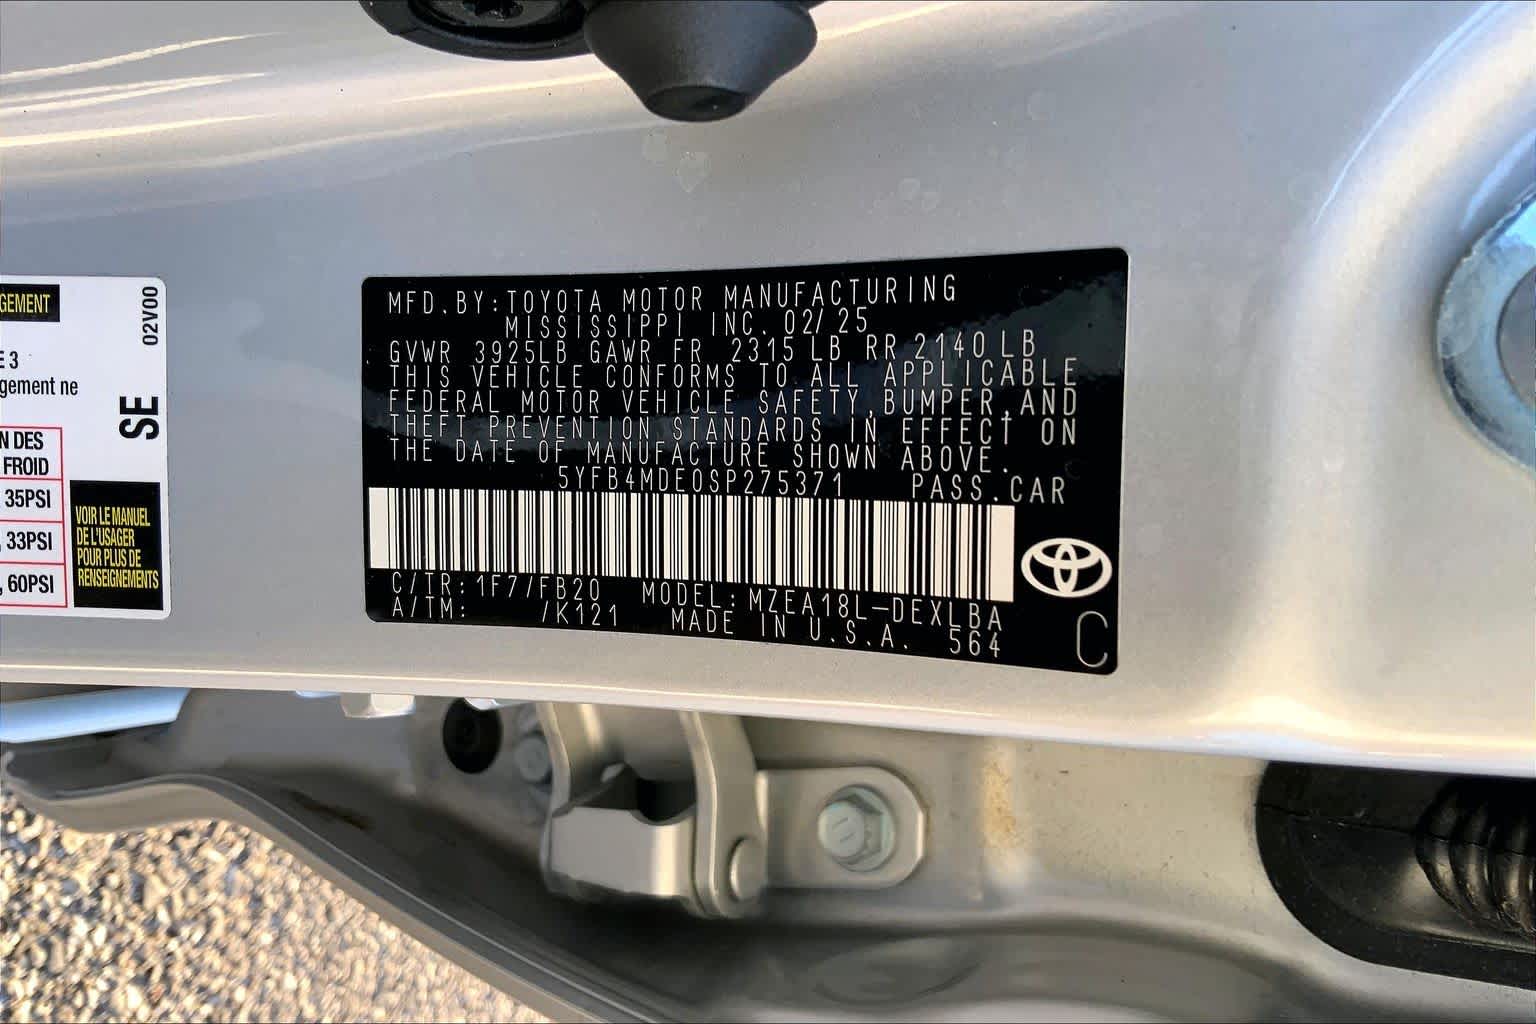 GEMENT
02V00
E 3
gement ne
SE
N DES
FROID
35PSI
, 33PSI
, 60PSI
VOIR LE MANUEL
DE L'USAGER
POUR PLUS DE
RENSEIGNEMENTS
MFD.BY:TOYOTA MOTOR MANUFACTURING
MISSISSIPPI INC. 02/25
GVWR 3925LB GAWR FR 2315 LB RR 2140 LB
THIS VEHICLE CONFORMS TO ALL APPLICABLE
FEDERAL MOTOR VEHICLE SAFETY,BUMPER,AND
THEFT PREVENTION STANDARDS IN EFFECT ON
THE DATE OF MANUFACTURE SHOWN ABOVE.
5YFB4MDE0SP275371 PASS.CAR
C/TR: 1F7/FB20 MODEL: MZEA18L-DEXLBA
A/TM: /K121 MADE IN U.S.A. 564
C